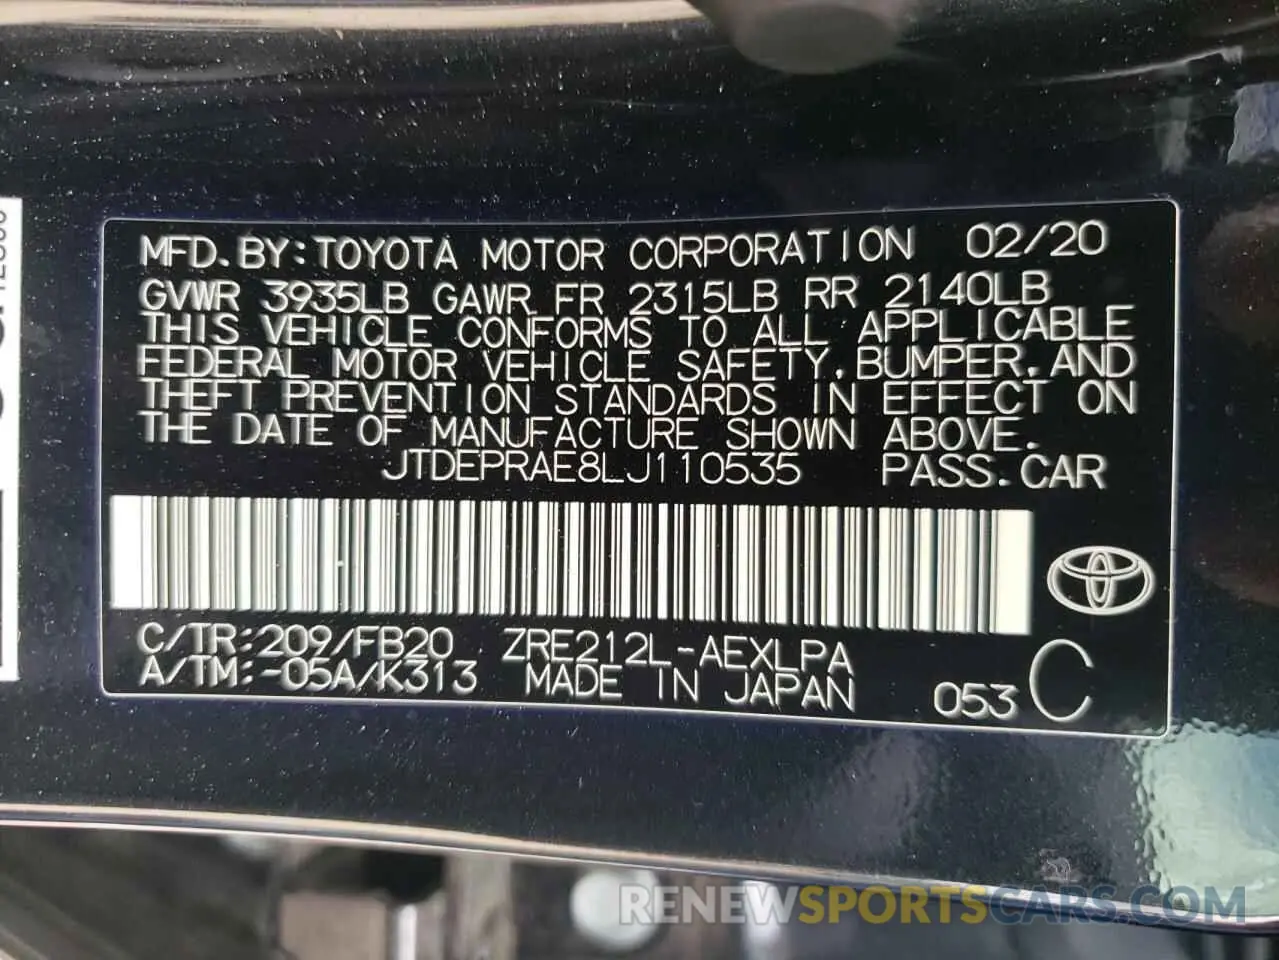 MFD.BY:TOYOTA MOTOR CORPORATION 02/20
GVWR 3935LB GAWR FR 2315LB RR 2140LB
THIS VEHICLE CONFORMS TO ALL APPLICABLE
FEDERAL MOTOR VEHICLE SAFETY,BUMPER,AND
THEFT PREVENTION STANDARDS IN EFFECT ON
THE DATE OF MANUFACTURE SHOWN ABOVE.
JTDEPRAE8LJ110535 PASS.CAR
C/TR:209/FB20 ZRE212L-AEXLPA
A/TM:-05A/K313 MADE IN JAPAN 053 C
RENEWSPORTSCARS.COM